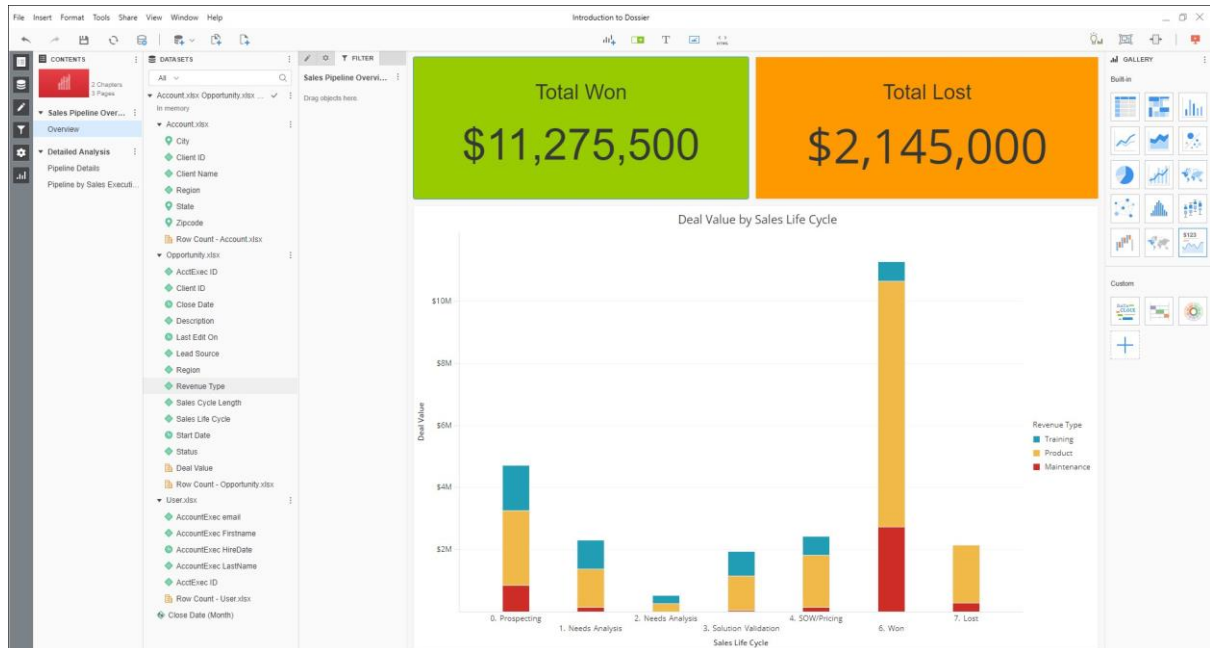 File Insert Format Tools Share View Window Help
Introduction to Dossier
CONTENTS
2 Chapters
3 Pages
Sales Pipeline Over...
Overview
Detailed Analysis
Pipeline Details
Pipeline by Sales Executi...
DATASETS
All
Account.xlsx Opportunity.xlsx ...
In memory
Account.xlsx
City
Client ID
Client Name
Region
State
Zipcode
Row Count - Account.xlsx
Opportunity.xlsx
AcctExec ID
Client ID
Close Date
Description
Last Edit On
Lead Source
Region
Revenue Type
Sales Cycle Length
Sales Life Cycle
Start Date
Status
Deal Value
Row Count - Opportunity.xlsx
User.xlsx
AccountExec email
AccountExec Firstname
AccountExec HireDate
AccountExec LastName
AcctExec ID
Row Count - User.xlsx
Close Date (Month)
FILTER
Sales Pipeline Overvi...
Drag objects here.
Total Won
$11,275,500
Total Lost
$2,145,000
Deal Value by Sales Life Cycle
Deal Value
$10M
$8M
$6M
$4M
$2M
0. Prospecting
1. Needs Analysis
2. Needs Analysis
3. Solution Validation
4. SOW/Pricing
6. Won
7. Lost
Sales Life Cycle
Revenue Type
Training
Product
Maintenance
GALLERY
Built-in
$123
Custom